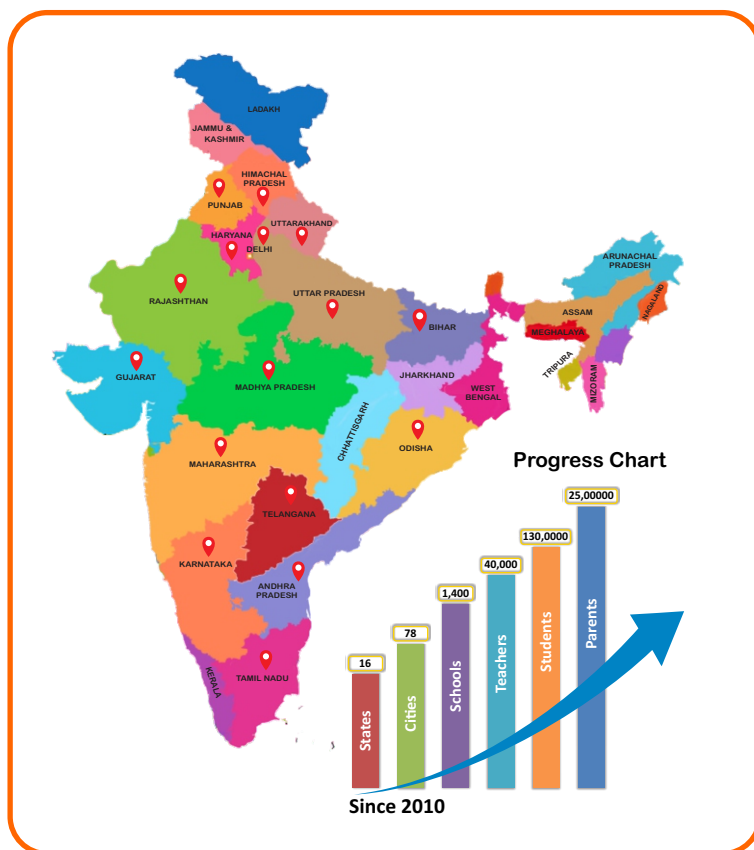 LADAKH
JAMMU &
KASHMIR
HIMACHAL
PRADESH
PUNJAB
UTTARAKHAND
HARYANA
DELHI
RAJASHTHAN
UTTAR PRADESH
BIHAR
ARUNACHAL
PRADESH
NAGALAND
ASSAM
MEGHALAYA
TRIPURA
MIZORAM
GUJARAT
MADHYA PRADESH
JHARKHAND
WEST
BENGAL
CHHATTISGARH
ODISHA
MAHARASHTRA
TELANGANA
KARNATAKA
ANDHRA
PRADESH
KERALA
TAMIL NADU
Progress Chart
16
States
78
Cities
1,400
Schools
40,000
Teachers
130,0000
Students
25,00000
Parents
Since 2010